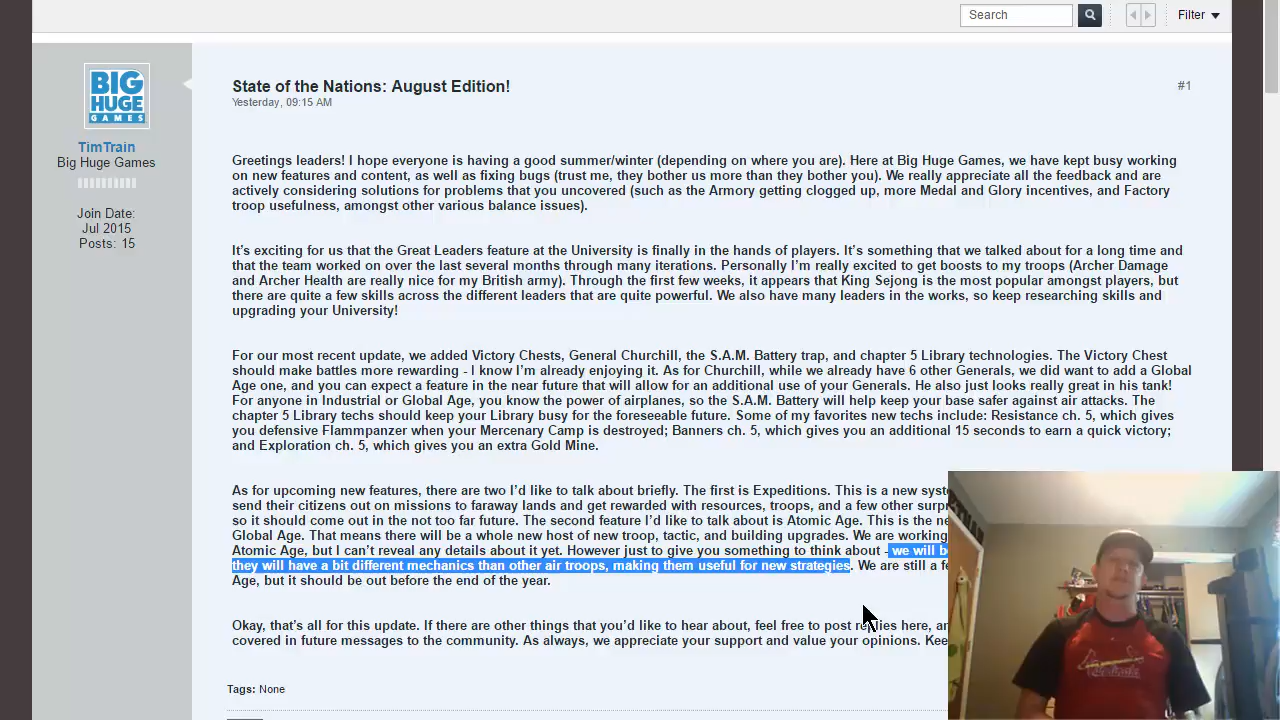 Search
Filter
BIG
HUGE
GAMES
TimTrain
Big Huge Games
Join Date:
Jul 2015
Posts: 15
State of the Nations: August Edition!
#1
Yesterday, 09:15 AM
Greetings leaders! I hope everyone is having a good summer/winter (depending on where you are). Here at Big Huge Games, we have kept busy working
on new features and content, as well as fixing bugs (trust me, they bother us more than they bother you). We really appreciate all the feedback and are
actively considering solutions for problems that you uncovered (such as the Armory getting clogged up, more Medal and Glory incentives, and Factory
troop usefulness, amongst other various balance issues).
It's exciting for us that the Great Leaders feature at the University is finally in the hands of players. It's something that we talked about for a long time and
that the team worked on over the last several months through many iterations. Personally I'm really excited to get boosts to my troops (Archer Damage
and Archer Health are really nice for my British army). Through the first few weeks, it appears that King Sejong is the most popular amongst players, but
there are quite a few skills across the different leaders that are quite powerful. We also have many leaders in the works, so keep researching skills and
upgrading your University!
For our most recent update, we added Victory Chests, General Churchill, the S.A.M. Battery trap, and chapter 5 Library technologies. The Victory Chest
should make battles more rewarding - I know I'm already enjoying it. As for Churchill, while we already have 6 other Generals, we did want to add a Global
Age one, and you can expect a feature in the near future that will allow for an additional use of your Generals. He also just looks really great in his tank!
For anyone in Industrial or Global Age, you know the power of airplanes, so the S.A.M. Battery will help keep your base safer against air attacks. The
chapter 5 Library techs should keep your Library busy for the foreseeable future. Some of my favorites new techs include: Resistance ch. 5, which gives
you defensive Flammpanzer when your Mercenary Camp is destroyed; Banners ch. 5, which gives you an additional 15 seconds to earn a quick victory;
and Exploration ch. 5, which gives you an extra Gold Mine.
As for upcoming new features, there are two I'd like to talk about briefly. The first is Expeditions. This is a new
send their citizens out on missions to faraway lands and get rewarded with resources, troops, and a few other
so it should come out in the not too far future. The second feature I'd like to talk about is Atomic Age. This is the
Global Age. That means there will be a whole new host of new troop, tactic, and building upgrades. We are working
Atomic Age, but I can't reveal any details about it yet. However just to give you something to think about - we will
they will have a bit different mechanics than other air troops, making them useful for new strategies. We are still a
Age, but it should be out before the end of the year.
Okay, that's all for this update. If there are other things that you'd like to hear about, feel free to post replies here,
covered in future messages to the community. As always, we appreciate your support and value your opinions.
Tags: None
Cardinals